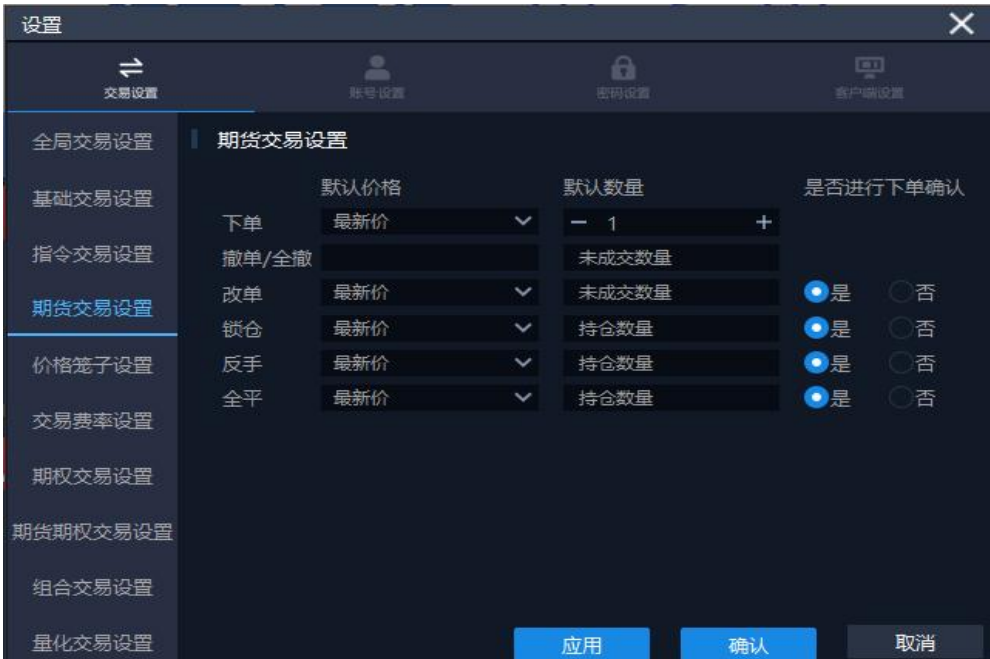 设置
交易设置 账号设置 密码设置 客户端设置
全局交易设置
基础交易设置
指令交易设置
期货交易设置
价格笼子设置
交易费率设置
期权交易设置
期货期权交易设置
组合交易设置
量化交易设置
期货交易设置
默认价格 默认数量 是否进行下单确认
下单 最新价 − 1 +
撤单/全撤 未成交数量
改单 最新价 未成交数量 是 否
锁仓 最新价 持仓数量 是 否
反手 最新价 持仓数量 是 否
全平 最新价 持仓数量 是 否
应用 确认 取消